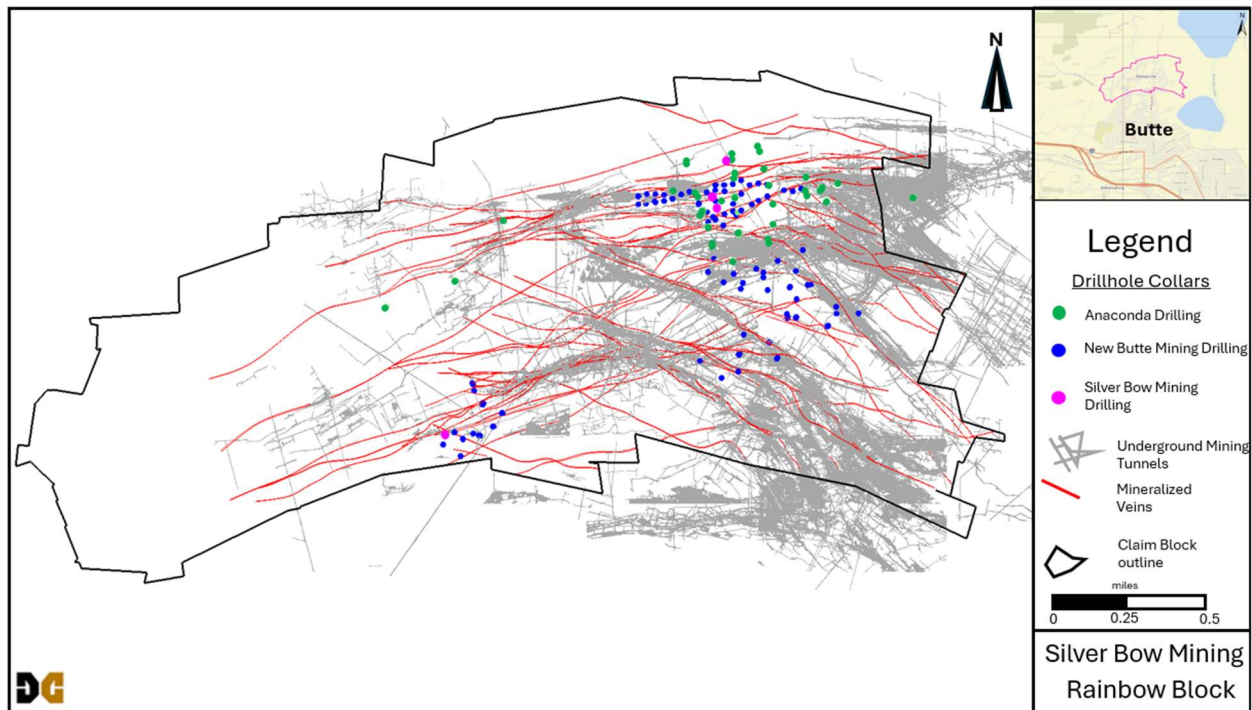 N
N
Butte
Legend
Drillhole Collars
Anaconda Drilling
New Butte Mining Drilling
Silver Bow Mining
Drilling
Underground Mining
Tunnels
Mineralized
Veins
Claim Block
outline
miles
0 0.25 0.5
Silver Bow Mining
Rainbow Block
DG